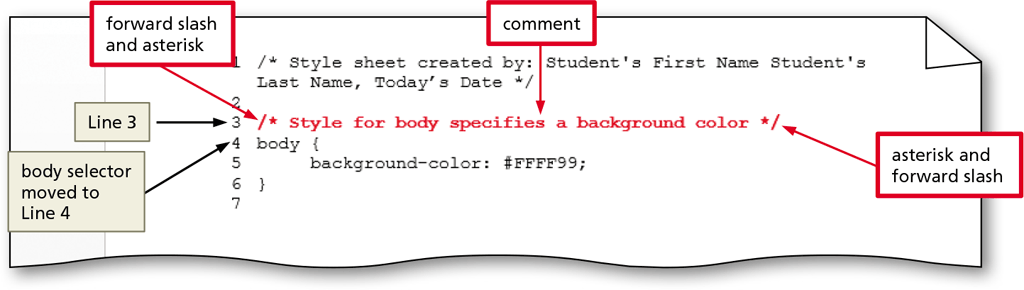 forward slash
and asterisk
comment
1 /* Style sheet created by: Student's First Name Student's
Last Name, Today’s Date */
2
Line 3
3 /* Style for body specifies a background color */
4 body {
5 background-color: #FFFF99;
6 }
7
body selector
moved to
Line 4
asterisk and
forward slash